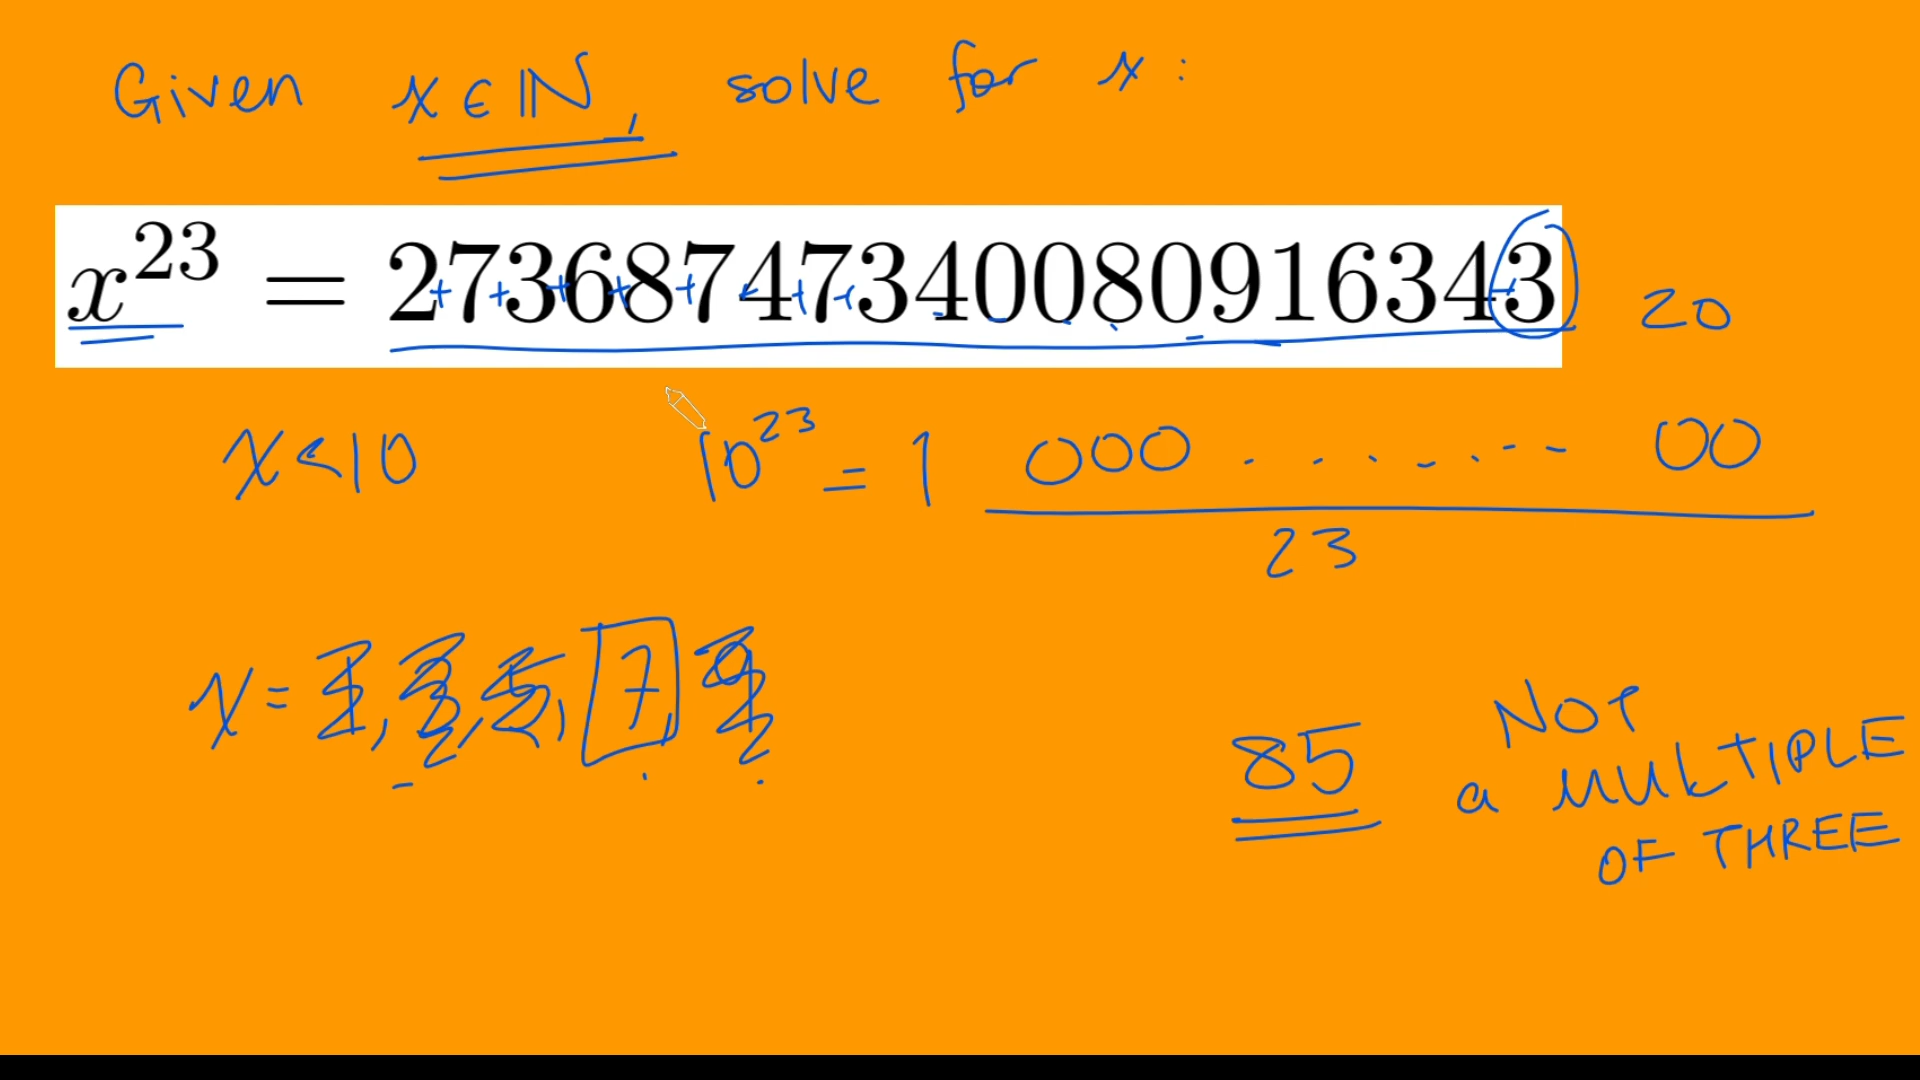 Given x ∈ ℕ, solve for x :
x²³ = 27368747340080916343
20
x < 10
10²³ = 1 000 ....... 00
23
x = 1, 3, 5, 7, 9
85
NOT
a MULTIPLE
OF THREE